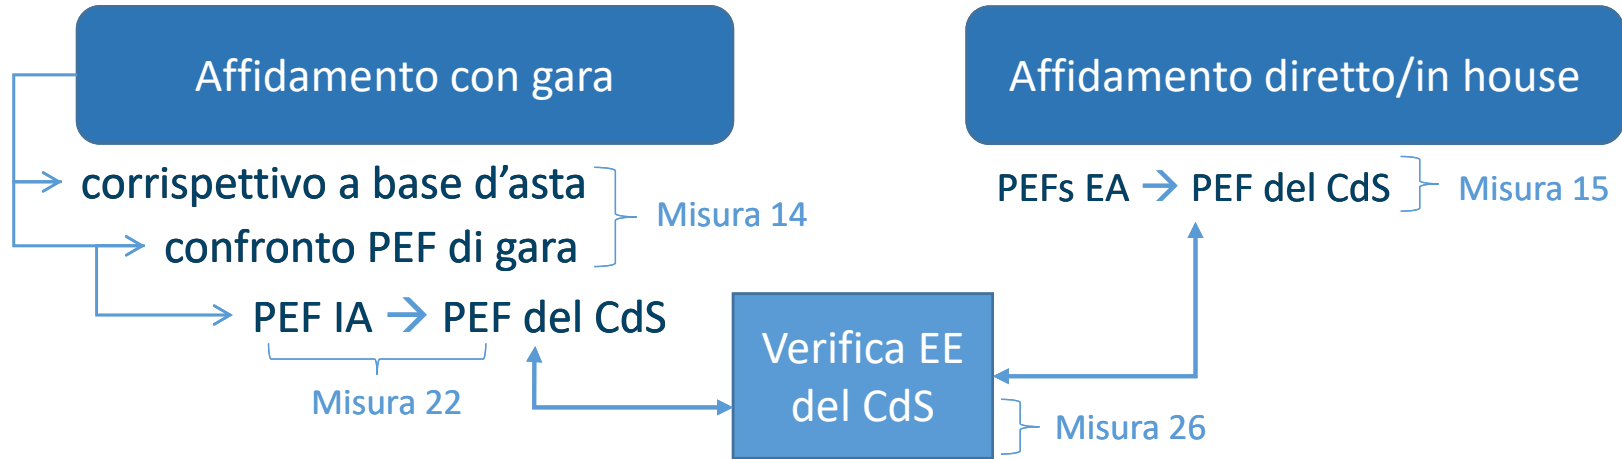 Affidamento con gara
corrispettivo a base d'asta
confronto PEF di gara
Misura 14
PEF IA → PEF del CdS
Misura 22
Affidamento diretto/in house
PEFs EA → PEF del CdS
Misura 15
Verifica EE
del CdS
Misura 26